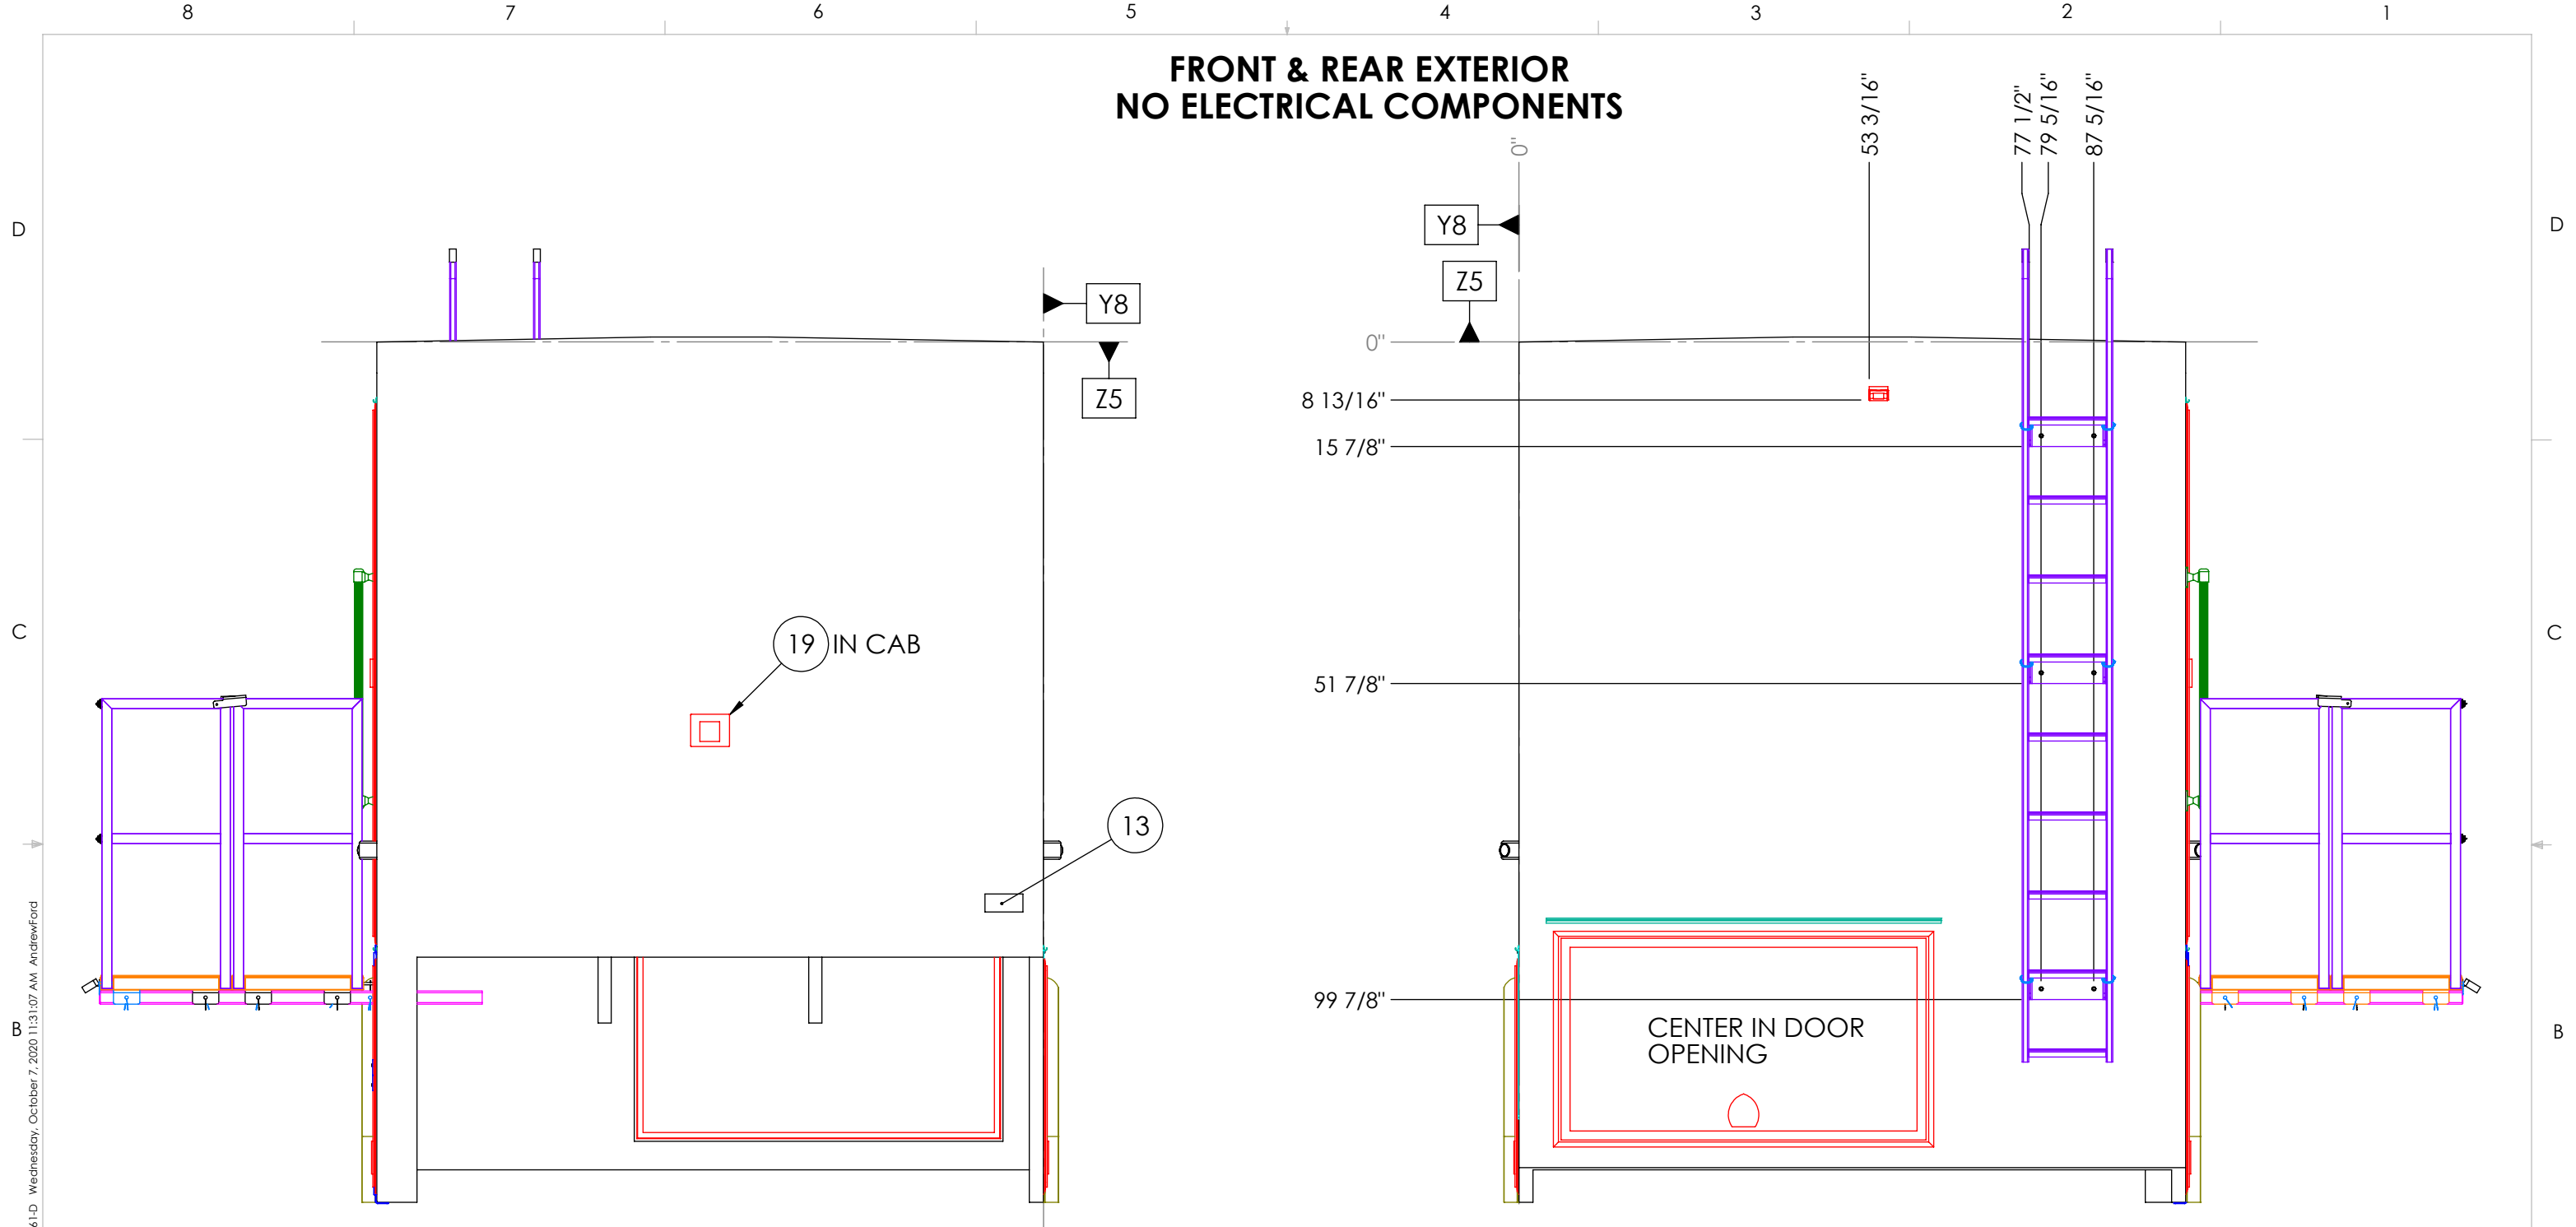 8 7 6 5 4 3 2 1
FRONT & REAR EXTERIOR
NO ELECTRICAL COMPONENTS
0"
53 3/16"
77 1/2"
79 5/16"
87 5/16"
D
D
Y8
Z5
Y8
Z5
0"
8 13/16"
15 7/8"
C
C
19 IN CAB
51 7/8"
13
99 7/8"
CENTER IN DOOR
OPENING
B
B
61-D Wednesday, October 7, 2020 11:31:07 AM AndrewFord